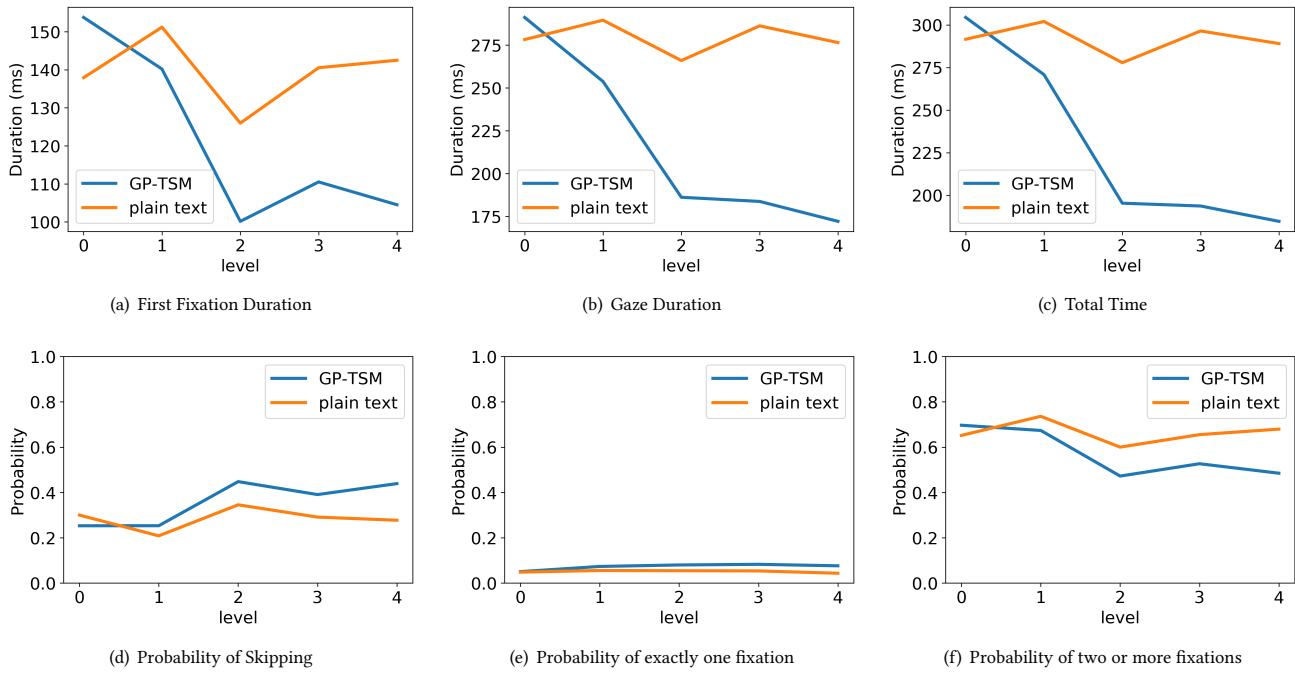 150
140
130
120
110
100
Duration (ms)
GP-TSM
plain text
0 1 2 3 4
level
(a) First Fixation Duration
275
250
225
200
175
Duration (ms)
GP-TSM
plain text
0 1 2 3 4
level
(b) Gaze Duration
300
275
250
225
200
Duration (ms)
GP-TSM
plain text
0 1 2 3 4
level
(c) Total Time
1.0
0.8
0.6
0.4
0.2
0.0
Probability
GP-TSM
plain text
0 1 2 3 4
level
(d) Probability of Skipping
1.0
0.8
0.6
0.4
0.2
0.0
Probability
GP-TSM
plain text
0 1 2 3 4
level
(e) Probability of exactly one fixation
1.0
0.8
0.6
0.4
0.2
0.0
Probability
GP-TSM
plain text
0 1 2 3 4
level
(f) Probability of two or more fixations